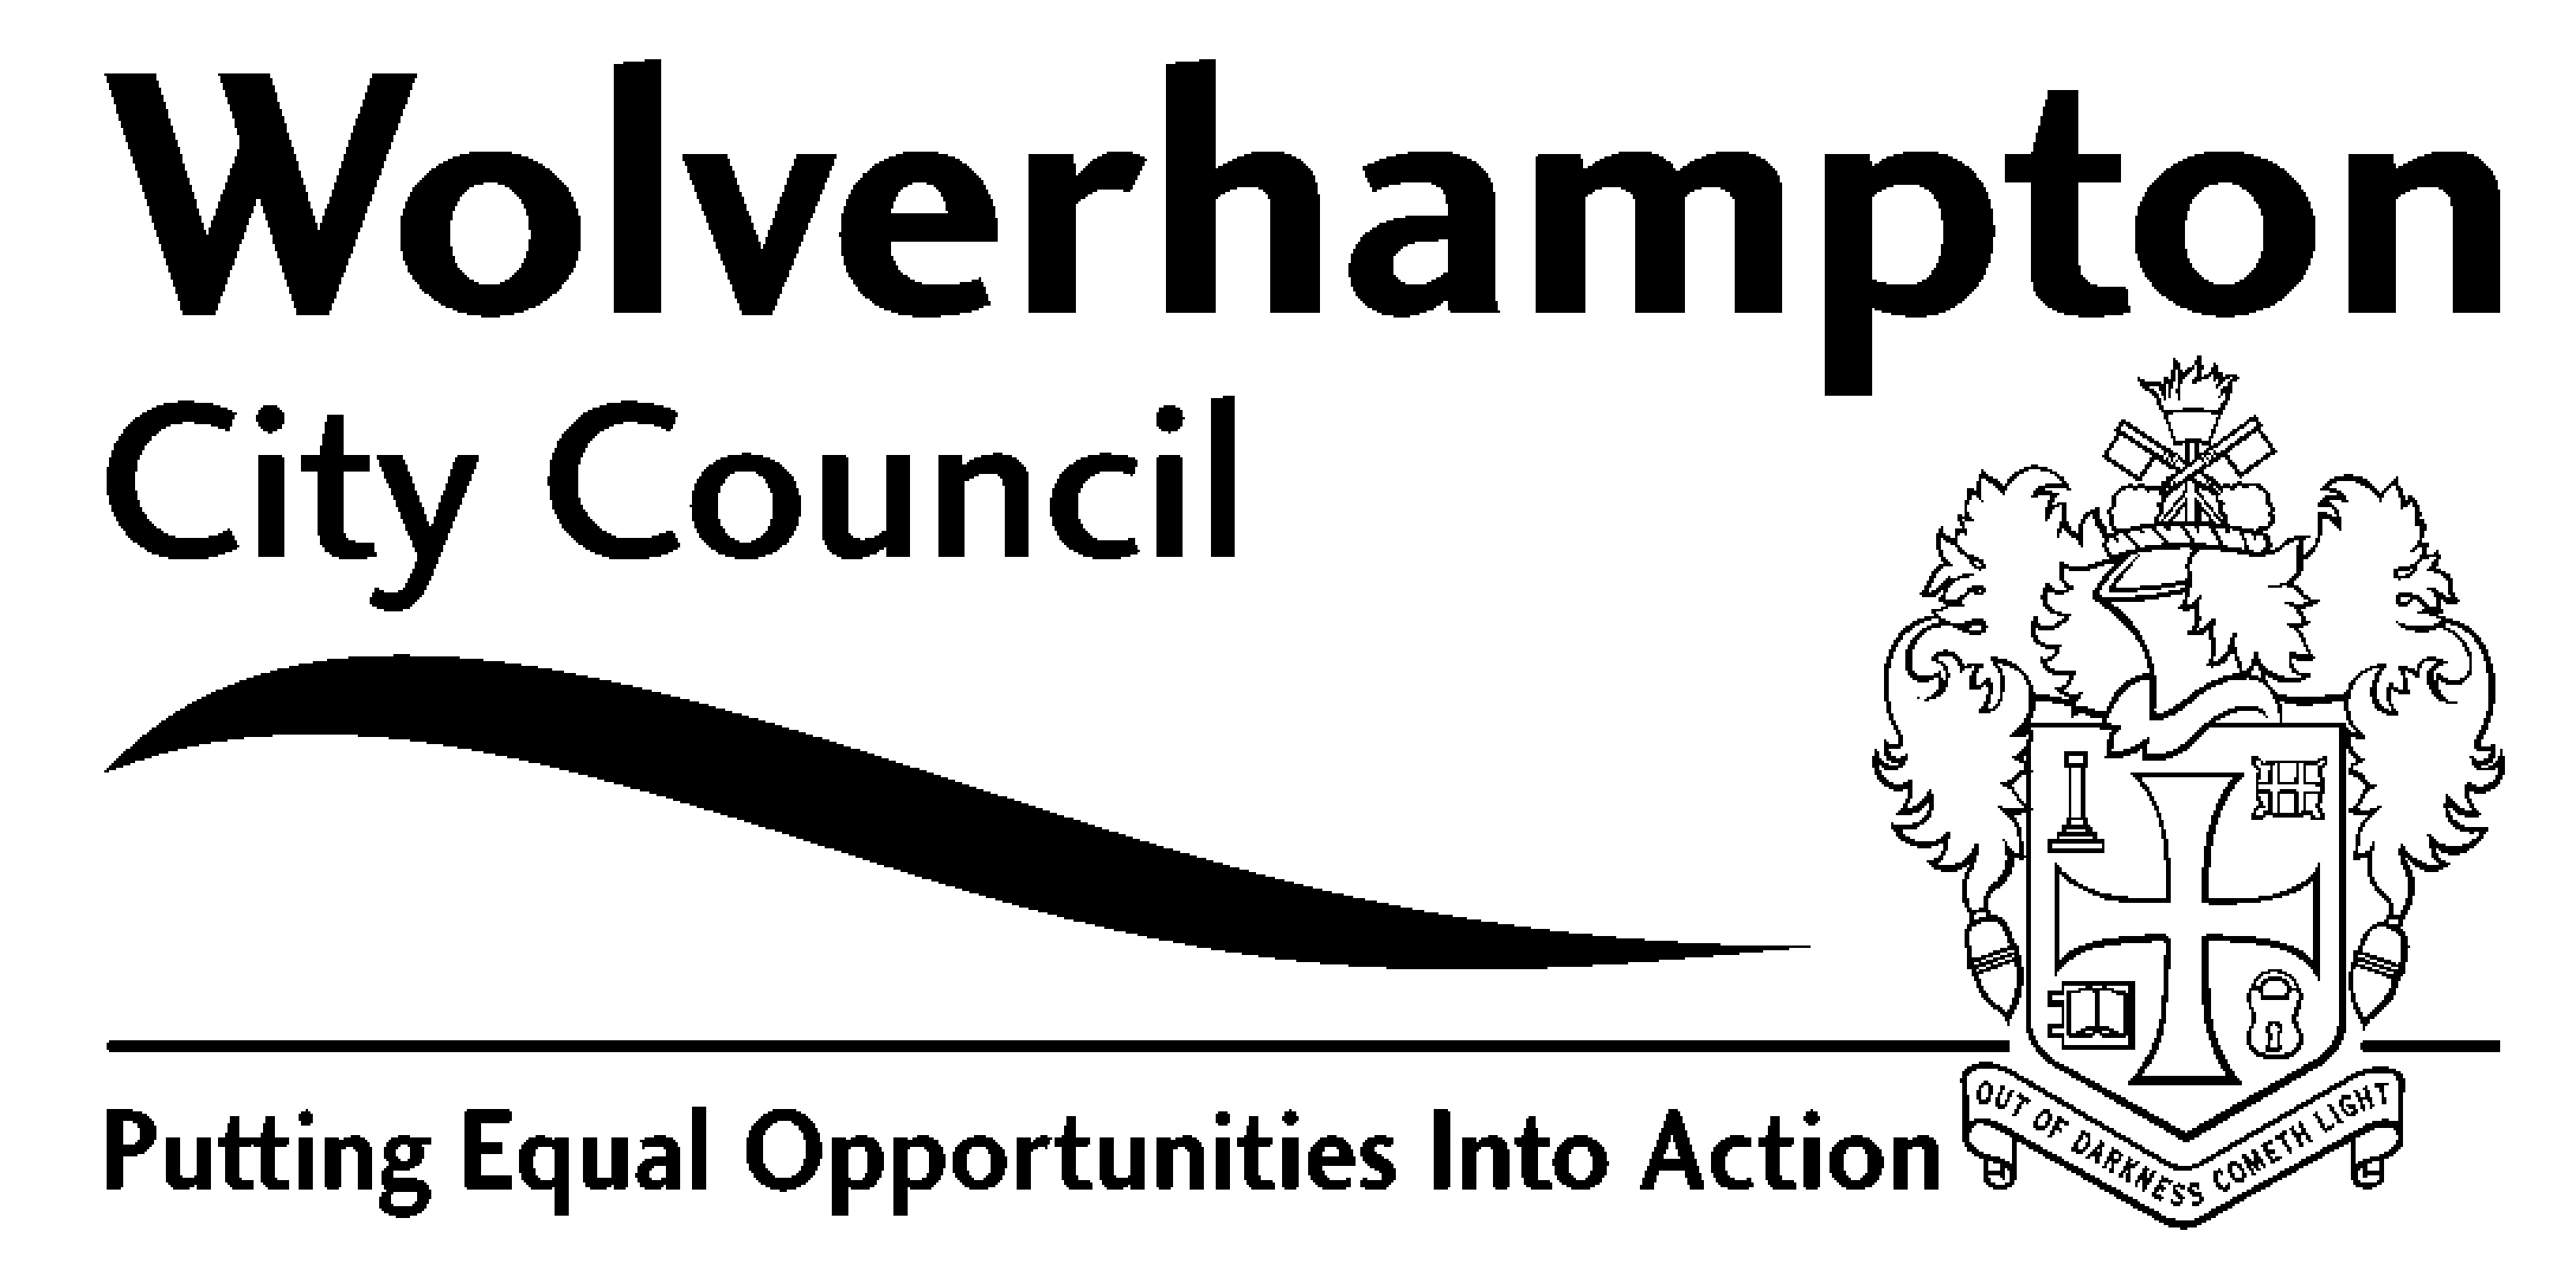 Wolverhampton
City Council
Putting Equal Opportunities Into Action
OUT OF DARKNESS COMETH LIGHT